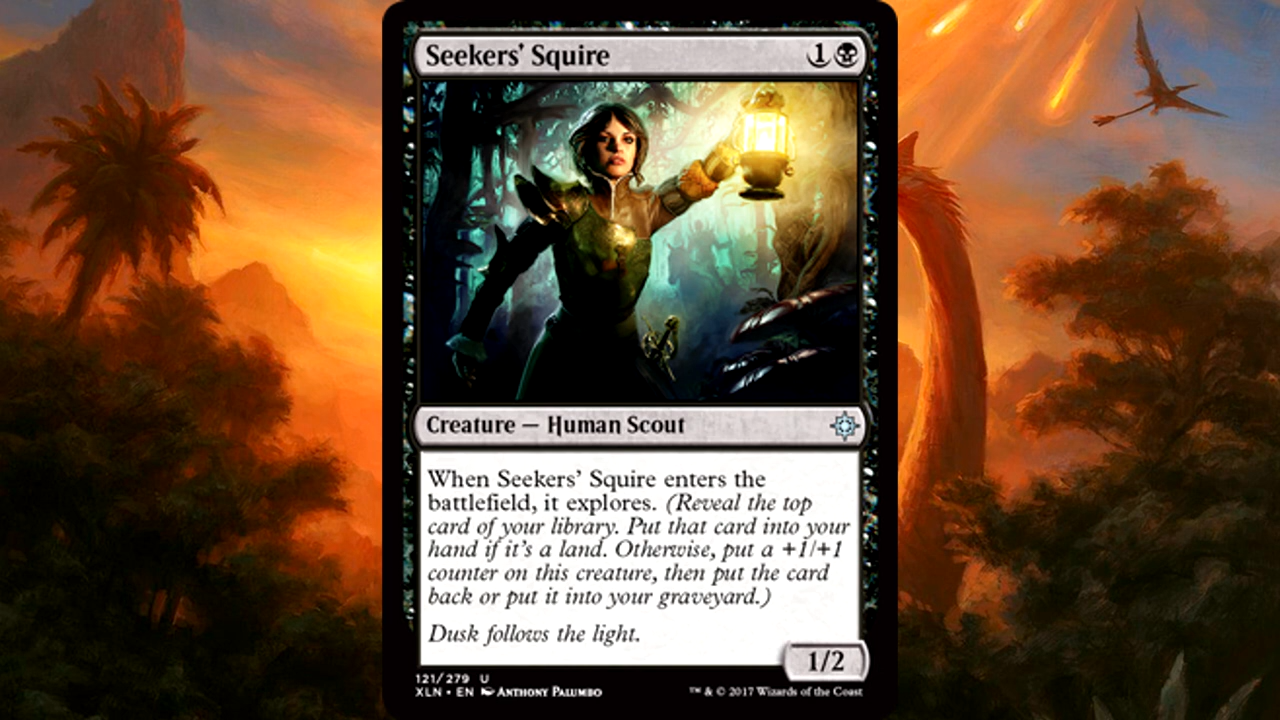 Seekers' Squire 1
Creature — Human Scout
When Seekers' Squire enters the
battlefield, it explores. (Reveal the top
card of your library. Put that card into your
hand if it's a land. Otherwise, put a +1/+1
counter on this creature, then put the card
back or put it into your graveyard.)
Dusk follows the light.
1/2
121/279 U
XLN • EN Anthony Palumbo
™ & © 2017 Wizards of the Coast